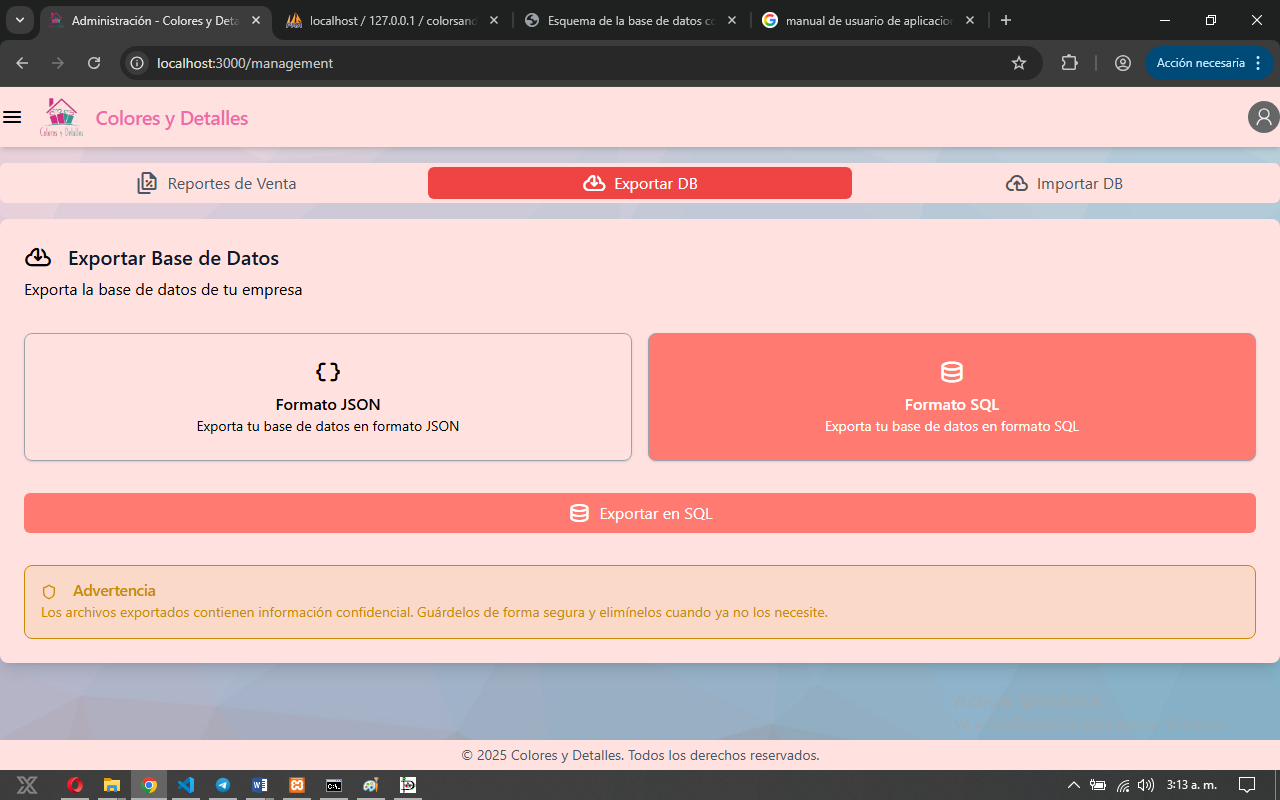 Administración - Colores y Deta
localhost / 127.0.0.1 / colorsand
Esquema de la base de datos co
manual de usuario de aplicacion
localhost:3000/management
Acción necesaria
Colores y Detalles
Colores y Detalles
Reportes de Venta
Exportar DB
Importar DB
Exportar Base de Datos
Exporta la base de datos de tu empresa
Formato JSON
Exporta tu base de datos en formato JSON
Formato SQL
Exporta tu base de datos en formato SQL
Exportar en SQL
Advertencia
Los archivos exportados contienen información confidencial. Guárdelos de forma segura y elimínelos cuando ya no los necesite.
© 2025 Colores y Detalles. Todos los derechos reservados.
3:13 a. m.